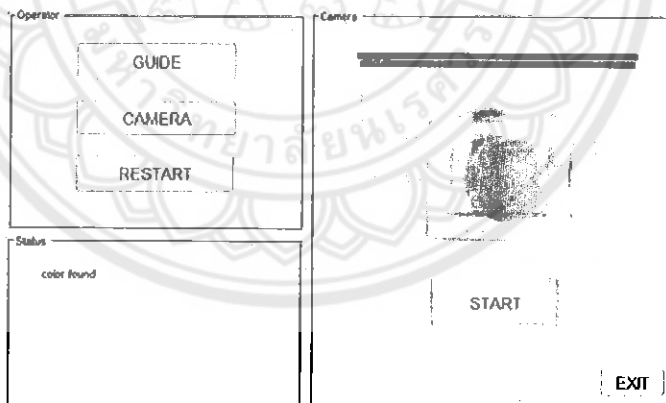 Operator
GUIDE
CAMERA
RESTART
Status
color found
Camera
START
EXIT